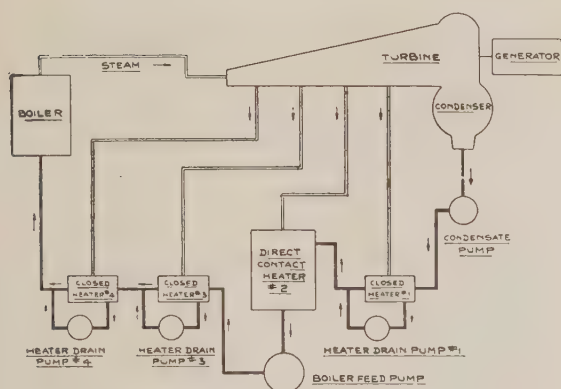 STEAM
TURBINE
GENERATOR
BOILER
CONDENSER
CONDENSATE
PUMP
DIRECT
CONTACT
HEATER
#2
CLOSED
HEATER#4
CLOSED
HEATER#3
CLOSED
HEATER#1
HEATER DRAIN
PUMP #4
HEATER DRAIN
PUMP #3
HEATER DRAIN PUMP #1
BOILER FEED PUMP